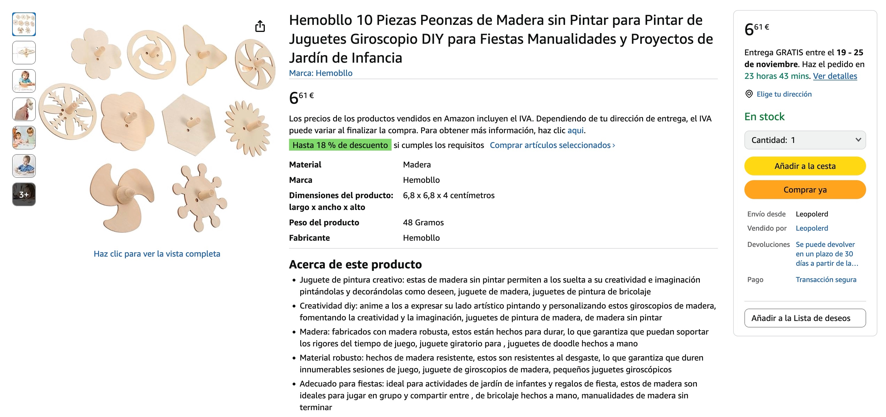 Hemobllo 10 Piezas Peonzas de Madera sin Pintar para Pintar de
Juguetes Giroscopio DIY para Fiestas Manualidades y Proyectos de
Jardín de Infancia
Marca: Hemobllo
6,61 €
Los precios de los productos vendidos en Amazon incluyen el IVA. Dependiendo de tu dirección de entrega, el IVA
puede variar al finalizar la compra. Para obtener más información, haz clic aquí.
Hasta 18 % de descuento si cumples los requisitos Comprar artículos seleccionados ›
Material Madera
Marca Hemobllo
Dimensiones del producto: 6,8 x 6,8 x 4 centímetros
largo x ancho x alto
Peso del producto 48 Gramos
Fabricante Hemobllo
Acerca de este producto
• Juguete de pintura creativo: estas de madera sin pintar permiten a los suelta a su creatividad e imaginación
pintándolas y decorándolas como deseen, juguete de madera, juguetes de pintura de bricolaje
• Creatividad diy: anime a los a expresar su lado artístico pintando y personalizando estos giroscopios de madera,
fomentando la creatividad y la imaginación, juguetes de pintura de madera, de madera sin pintar
• Madera: fabricados con madera robusta, estos están hechos para durar, lo que garantiza que puedan soportar
los rigores del tiempo de juego, juguete giratorio para , juguetes de doodle hechos a mano
• Material robusto: hechos de madera resistente, estos son resistentes al desgaste, lo que garantiza que duren
innumerables sesiones de juego, juguete de giroscopios de madera, pequeños juguetes giroscópicos
• Adecuado para fiestas: ideal para actividades de jardín de infantes y regalos de fiesta, estos de madera son
ideales para jugar en grupo y compartir entre , de bricolaje hechos a mano, manualidades de madera sin
terminar
3+
Haz clic para ver la vista completa
6,61 €
Entrega GRATIS entre el 19 - 25
de noviembre. Haz el pedido en
23 horas 43 mins. Ver detalles
Elige tu dirección
En stock
Cantidad: 1
Añadir a la cesta
Comprar ya
Envío desde Leopolerd
Vendido por Leopolerd
Devoluciones Se puede devolver
en un plazo de 30
días a partir de la...
Pago Transacción segura
Añadir a la Lista de deseos